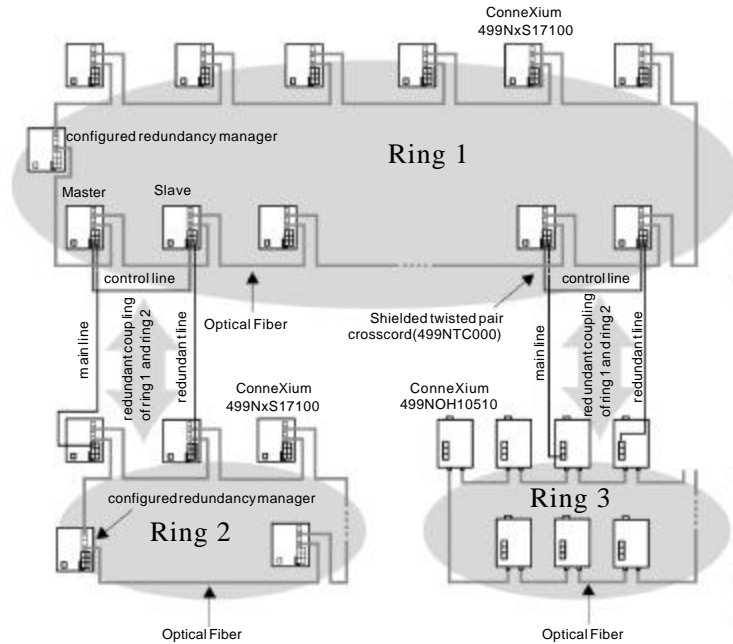 ConneXium
499NxS17100
configured redundancy manager
Ring 1
Master
Slave
control line
control line
Optical Fiber
Shielded twisted pair
crosscord(499NTC000)
main line
redundant coupling
of ring 1 and ring 2
redundant line
main line
redundant coupling
of ring 1 and ring 2
redundant line
ConneXium
499NxS17100
ConneXium
499NOH10510
configured redundancy manager
Ring 2
Ring 3
Optical Fiber
Optical Fiber